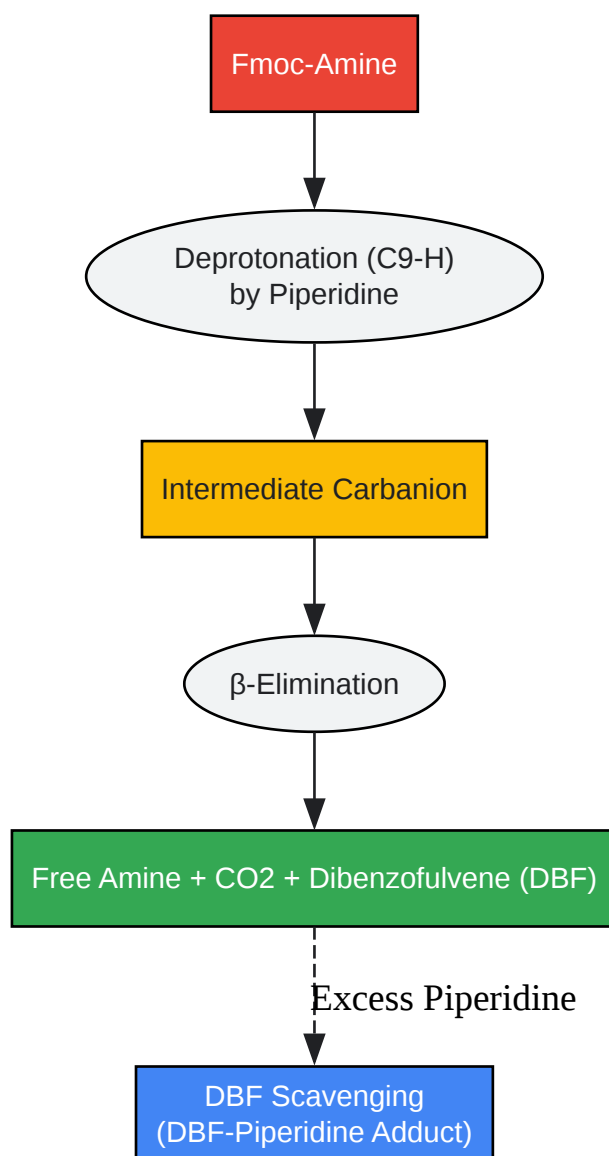 Fmoc-Amine
Deprotonation (C9-H)
by Piperidine
Intermediate Carbanion
β-Elimination
Free Amine + CO2 + Dibenzofulvene (DBF)
Excess Piperidine
DBF Scavenging
(DBF-Piperidine Adduct)